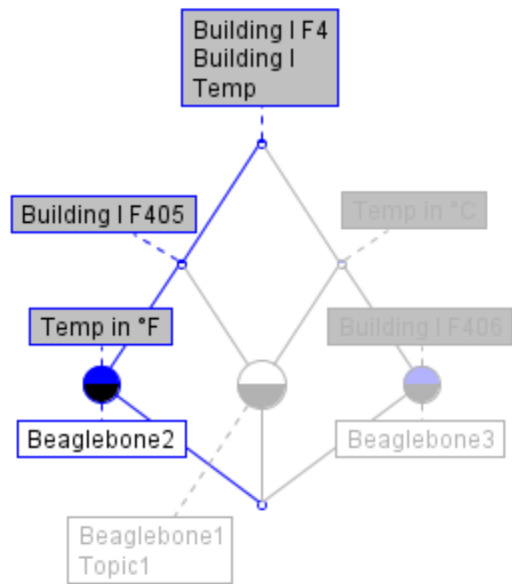 Building I F4
Building I
Temp
Building I F405
Temp in °C
Temp in °F
Building I F406
Beaglebone2
Beaglebone3
Beaglebone1
Topic1